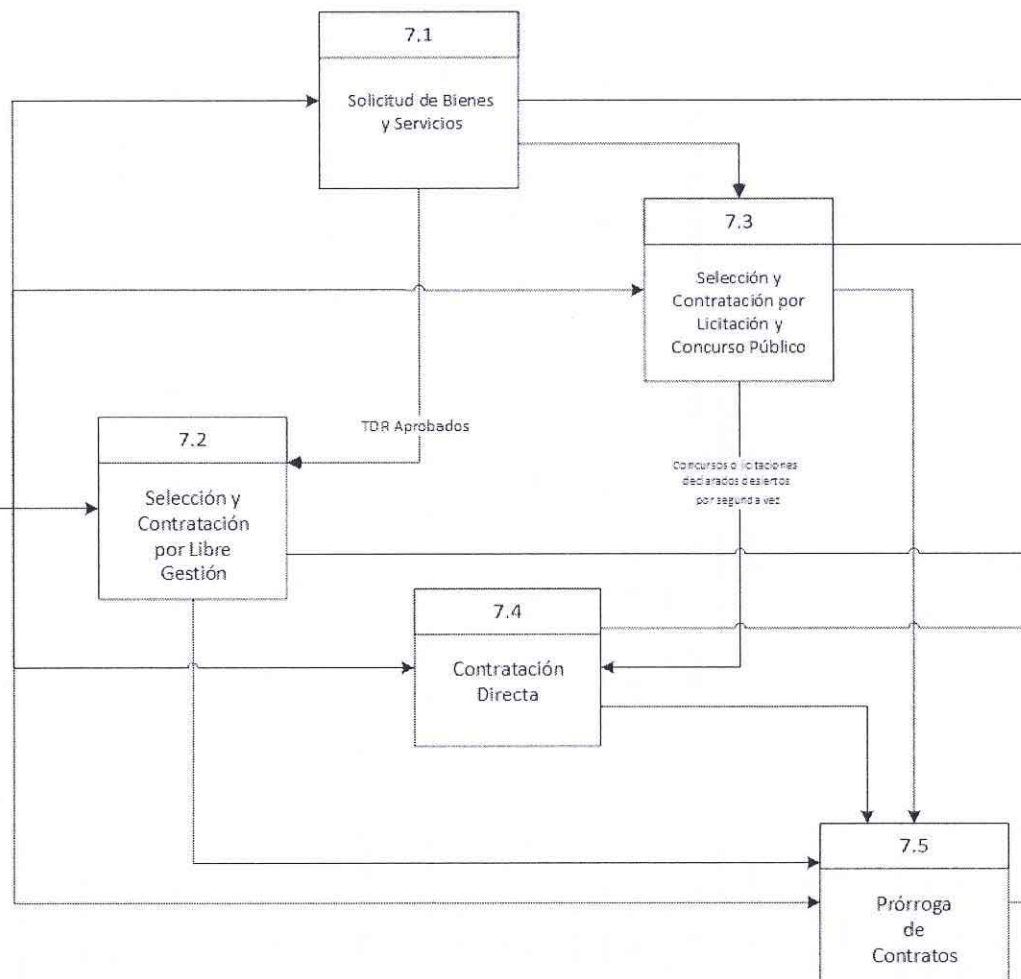 7.1
Solicitud de Bienes
y Servicios
7.3
Selección y
Contratación por
Licitación y
Concurso Público
TDR Aprobados
7.2
Selección y
Contratación
por Libre
Gestión
Concursos o licitaciones
declarados desiertos
por segunda vez
7.4
Contratación
Directa
7.5
Prórroga
de
Contratos